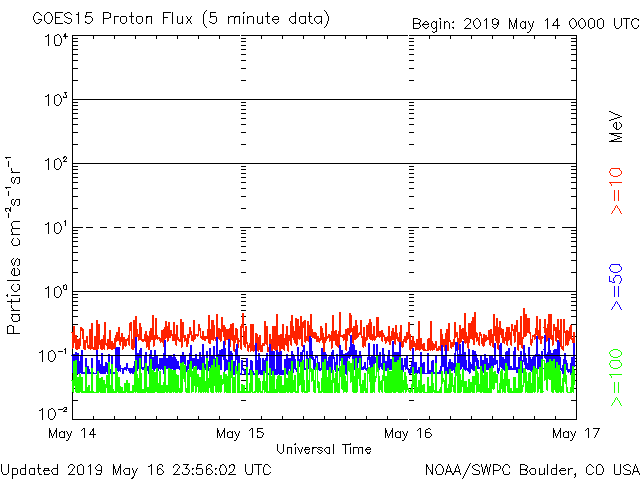 GOES15 Proton Flux (5 minute data)
Begin: 2019 May 14 0000 UTC
10⁴
10³
10²
10¹
10⁰
10⁻¹
10⁻²
Particles cm⁻²s⁻¹sr⁻¹
MeV
>=10
>=50
>=100
May 14
May 15
May 16
May 17
Universal Time
Updated 2019 May 16 23:56:02 UTC
NOAA/SWPC Boulder, CO USA